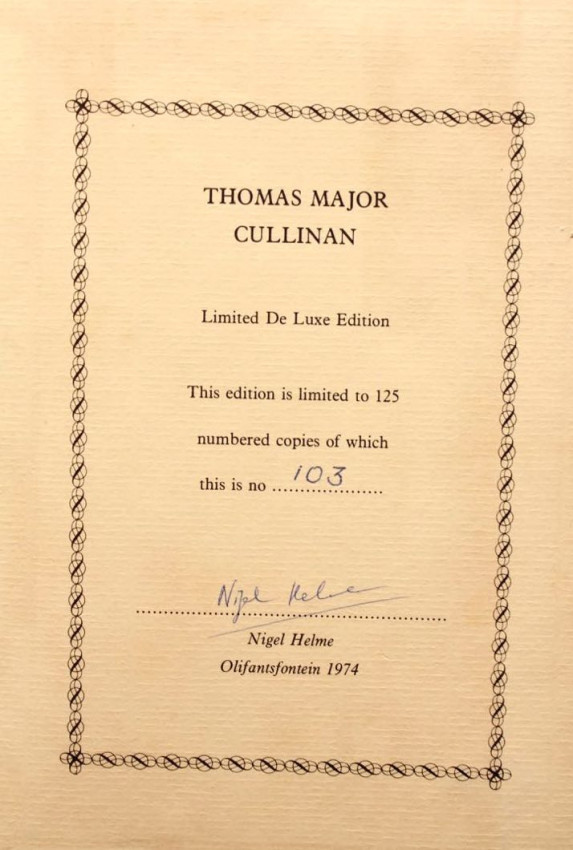 THOMAS MAJOR
CULLINAN
Limited De Luxe Edition
This edition is limited to 125
numbered copies of which
this is no 103
Nigel Helme
Nigel Helme
Olifantsfontein 1974